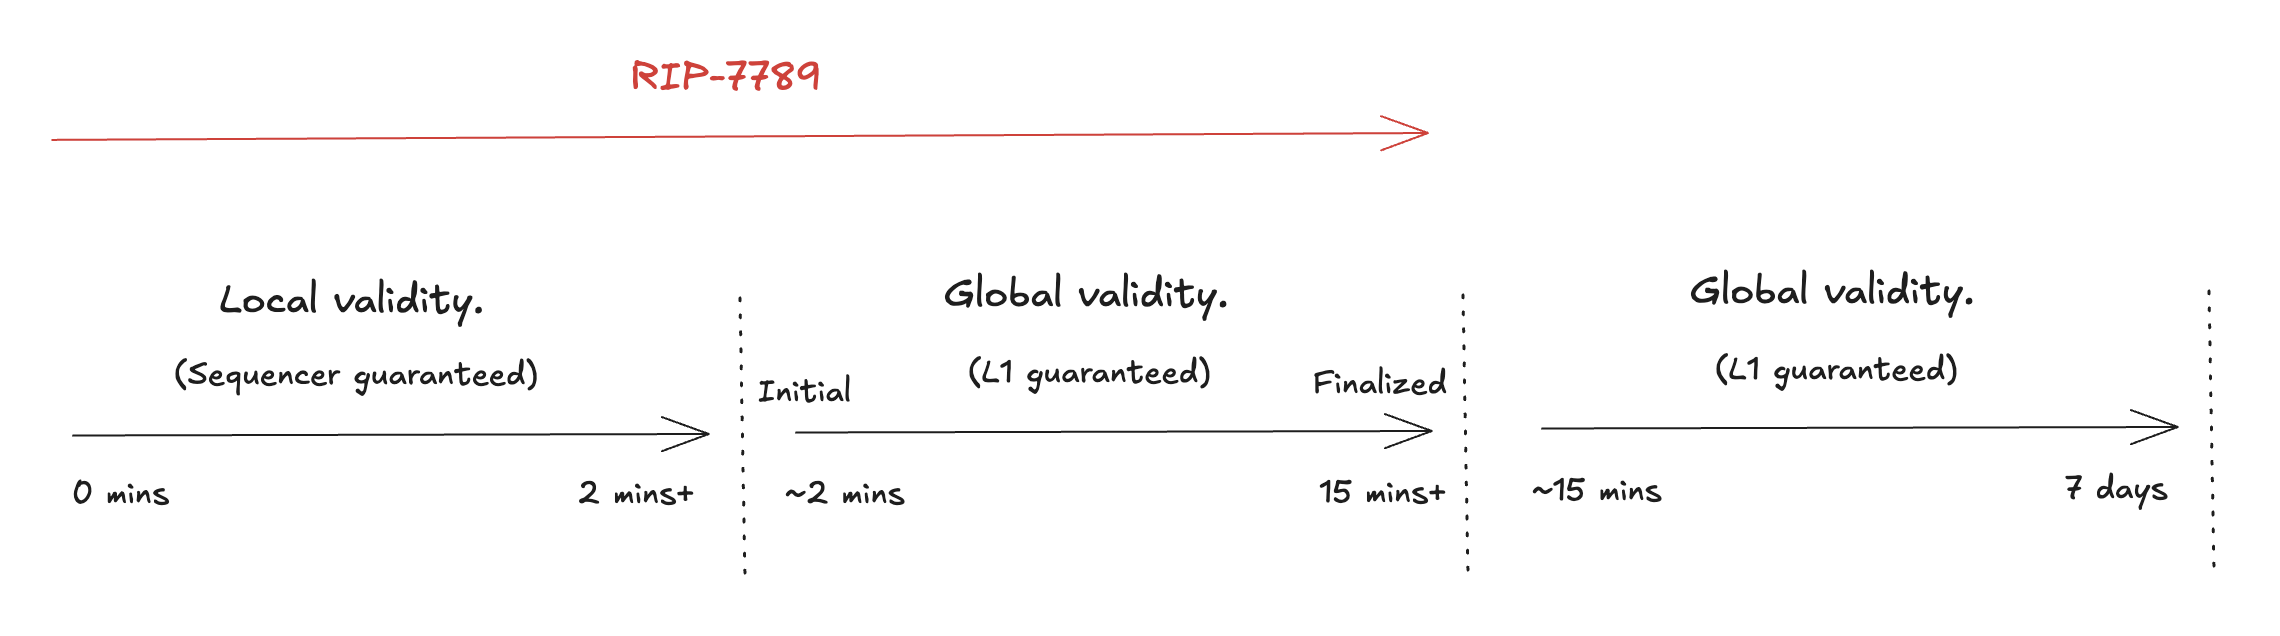 RIP-7789
Local validity.
(Sequencer guaranteed)
0 mins
2 mins+
Global validity.
(L1 guaranteed)
Initial
Finalized
~2 mins
15 mins+
Global validity.
(L1 guaranteed)
~15 mins
7 days